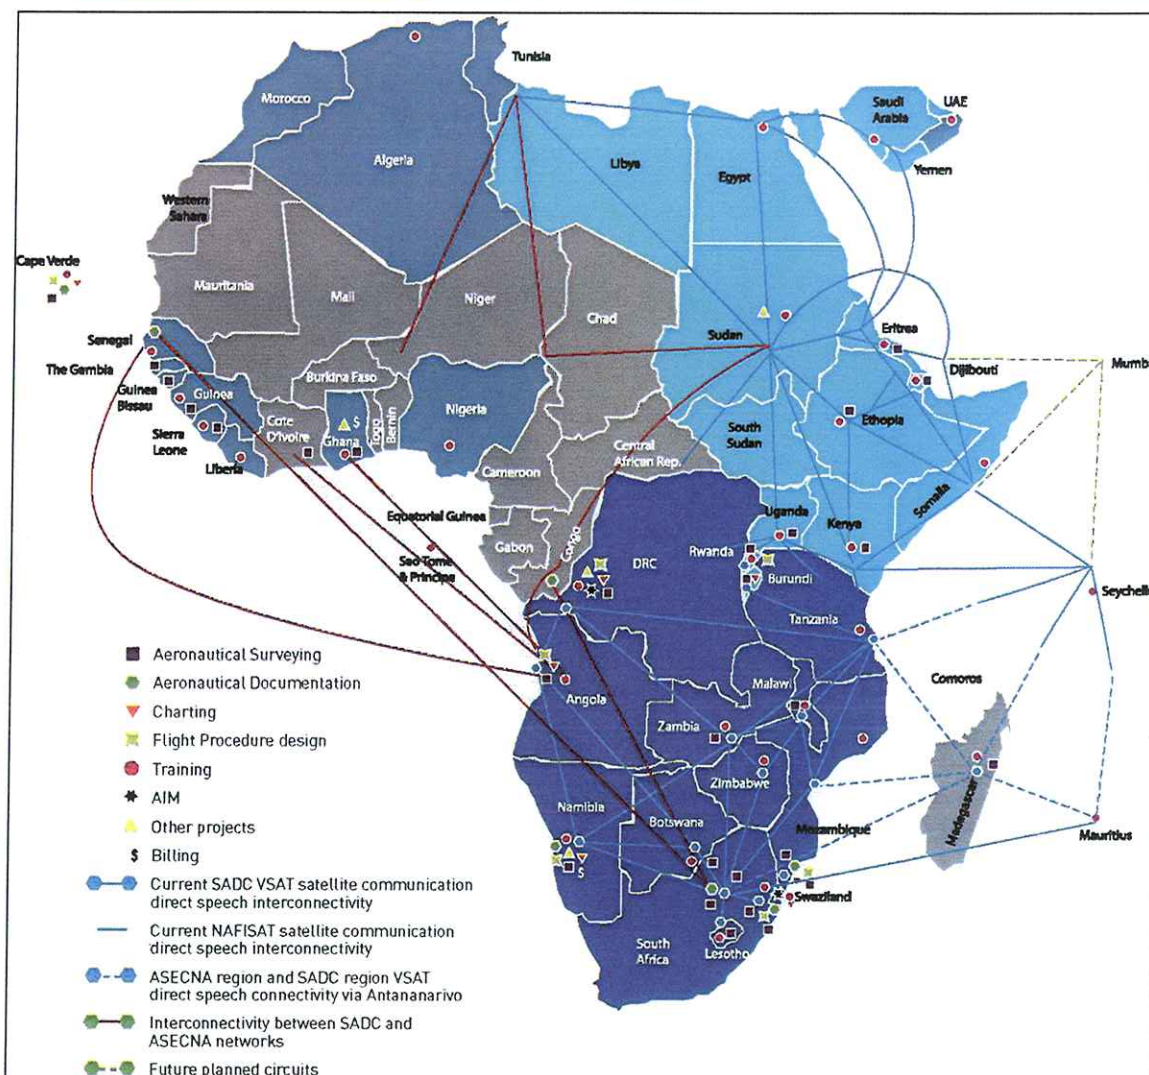 Tunisia
Morocco
Algeria
Libya
Egypt
Saudi
Arabia
UAE
Yemen
Western
Sahara
Cape Verde
Mauritania
Mali
Niger
Chad
Sudan
Eritrea
Djibouti
Mumb
Senegal
The Gambia
Guinea
Bissau
Guinea
Sierra
Leone
Liberia
Burkina Faso
Cote
D'Ivoire
Ghana
$
Togo
Bernin
Nigeria
Cameroon
Central
African Rep.
South
Sudan
Ethiopia
Somalia
Equatorial Guinea
Sao Tome
& Principe
Gabon
Congo
DRC
Uganda
Kenya
Rwanda
Burundi
Tanzania
Seychelle
Comoros
Angola
Zambia
Malawi
Zimbabwe
Namibia
$
Botswana
Mozambique
Madagascar
Mauritius
Swaziland
South
Africa
Lesotho
Aeronautical Surveying
Aeronautical Documentation
Charting
Flight Procedure design
Training
AIM
Other projects
$ Billing
Current SADC VSAT satellite communication
direct speech interconnectivity
Current NAFISAT satellite communication
direct speech interconnectivity
ASECNA region and SADC region VSAT
direct speech connectivity via Antananarivo
Interconnectivity between SADC and
ASECNA networks
Future planned circuits